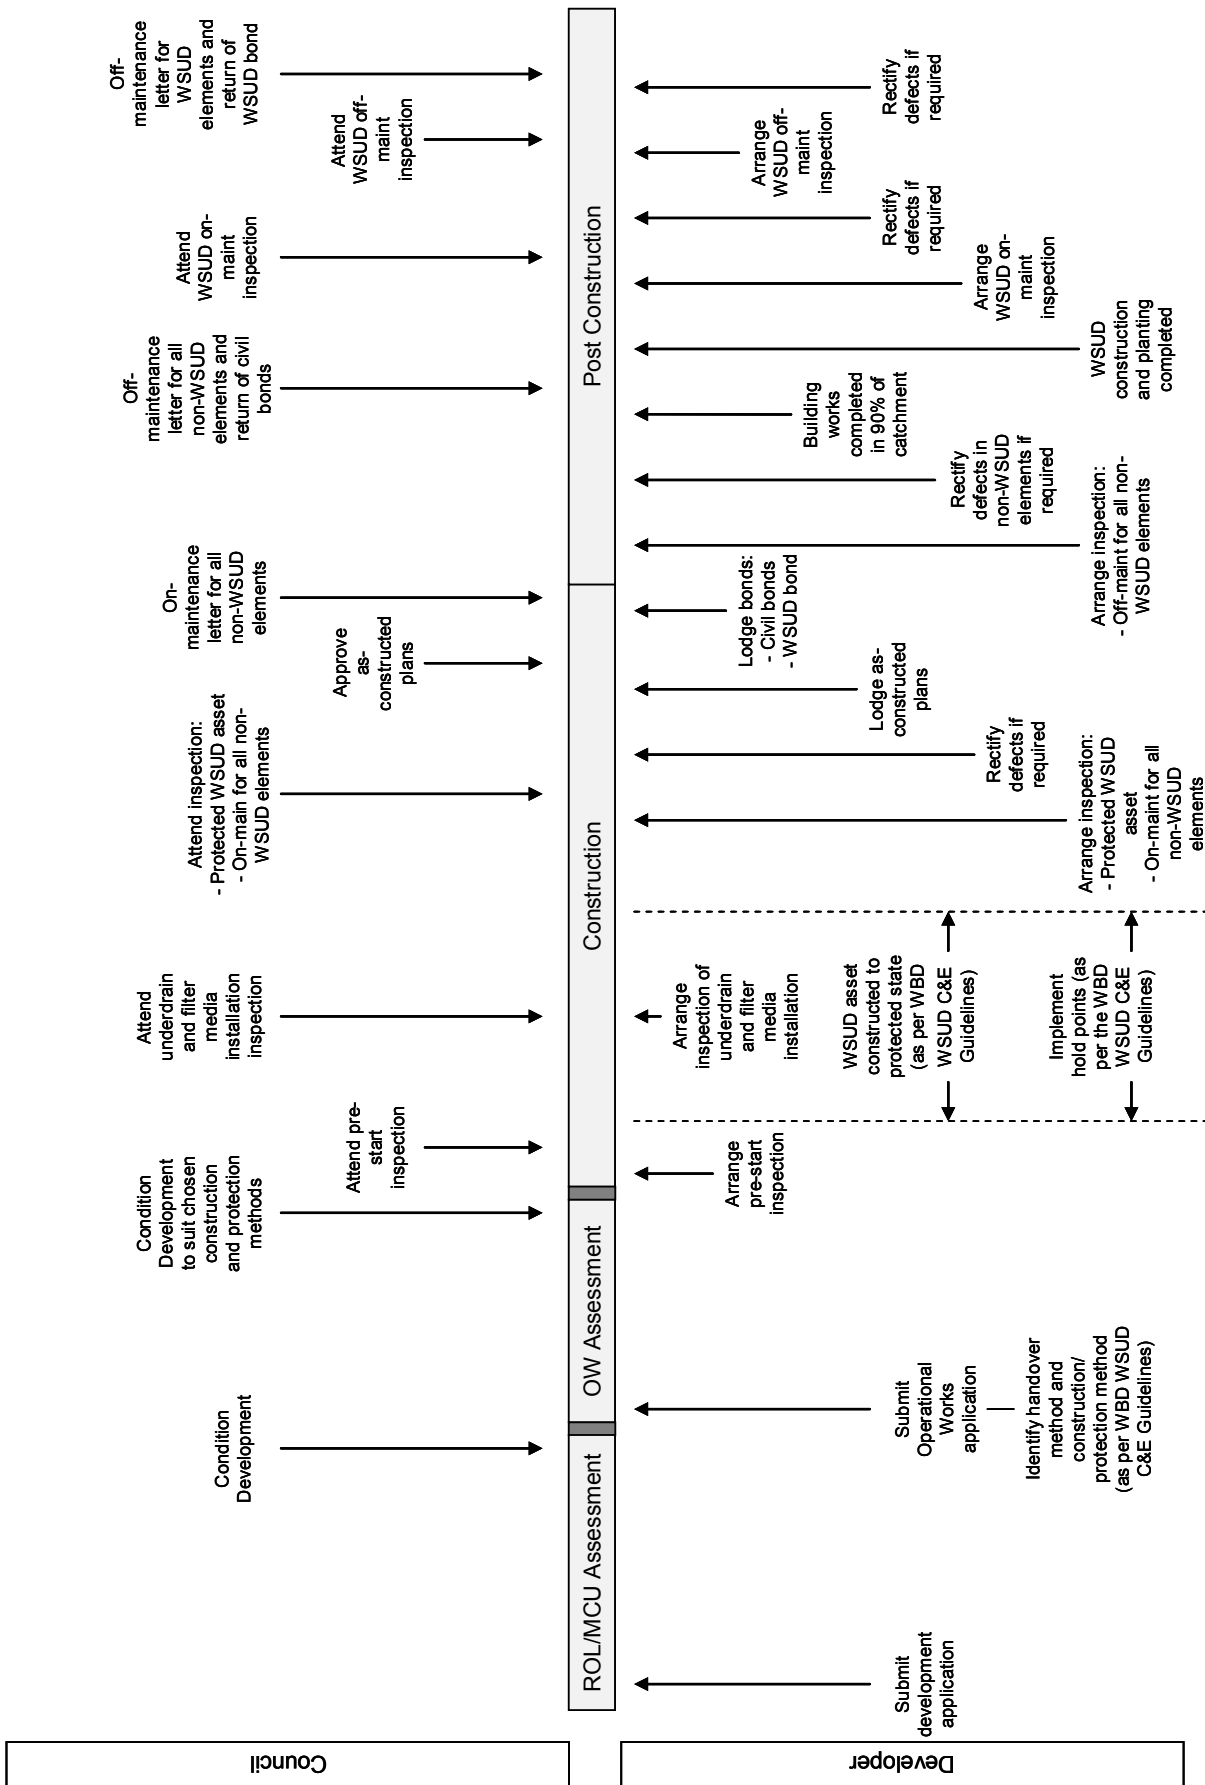 Council
Condition
Development
Condition
Development
to suit chosen
construction
and protection
methods
Attend pre-
start
inspection
Attend
underdrain
and filter
media
installation
inspection
Attend inspection:
- Protected WSUD asset
- On-main for all non-
WSUD elements
Approve
as-
constructed
plans
On-
maintenance
letter for all
non-WSUD
elements
Off-
maintenance
letter for all
non-WSUD
elements and
return of civil
bonds
Attend
WSUD on-
maint
inspection
Attend
WSUD off-
maint
inspection
Off-
maintenance
letter for
WSUD
elements and
return of
WSUD bond
ROL/MCU Assessment
OW Assessment
Construction
Post Construction
Developer
Submit
development
application
Submit
Operational
Works
application
Identify handover
method and
construction/
protection method
(as per WBD WSUD
C&E Guidelines)
Arrange
pre-start
inspection
Arrange
inspection of
underdrain
and filter
media
installation
WSUD asset
constructed to
protected state
(as per WBD
WSUD C&E
Guidelines)
Implement
hold points (as
per the WBD
WSUD C&E
Guidelines)
Arrange inspection:
- Protected WSUD
asset
- On-maint for all
non-WSUD
elements
Rectify
defects if
required
Lodge as-
constructed
plans
Lodge bonds:
- Civil bonds
- WSUD bond
Arrange inspection:
- Off-maint for all non-
WSUD elements
Rectify
defects in
non-WSUD
elements if
required
Building
works
completed
in 90% of
catchment
WSUD
construction
and planting
completed
Arrange
WSUD on-
maint
inspection
Rectify
defects if
required
Arrange
WSUD off-
maint
inspection
Rectify
defects if
required